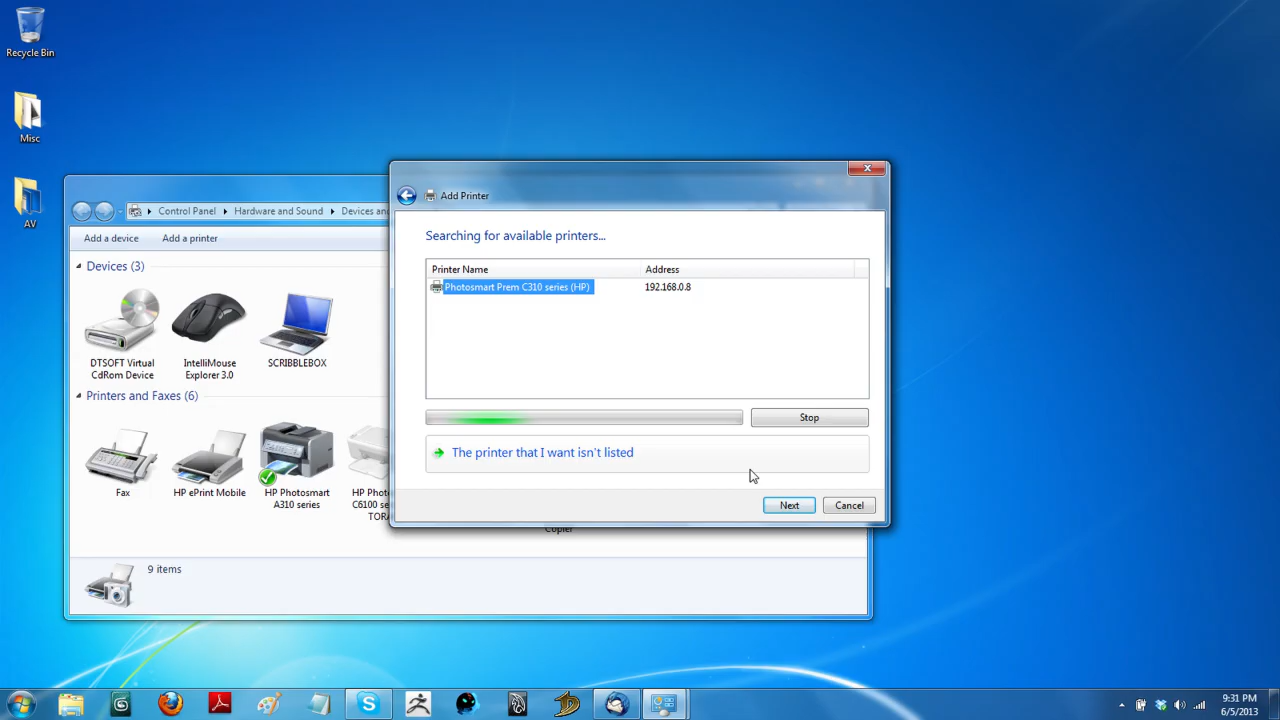 Recycle Bin
Misc
AV
Control Panel
Hardware and Sound
Devices and
Add a device
Add a printer
Devices (3)
DTSOFT Virtual
CdRom Device
IntelliMouse
Explorer 3.0
SCRIBBLEBOX
Printers and Faxes (6)
Fax
HP ePrint Mobile
HP Photosmart
A310 series
HP Phot
C6100 se
TORA
Copier
9 items
Add Printer
Searching for available printers...
Printer Name
Address
Photosmart Prem C310 series (HP)
192.168.0.8
Stop
The printer that I want isn't listed
Next
Cancel
9:31 PM
6/5/2013